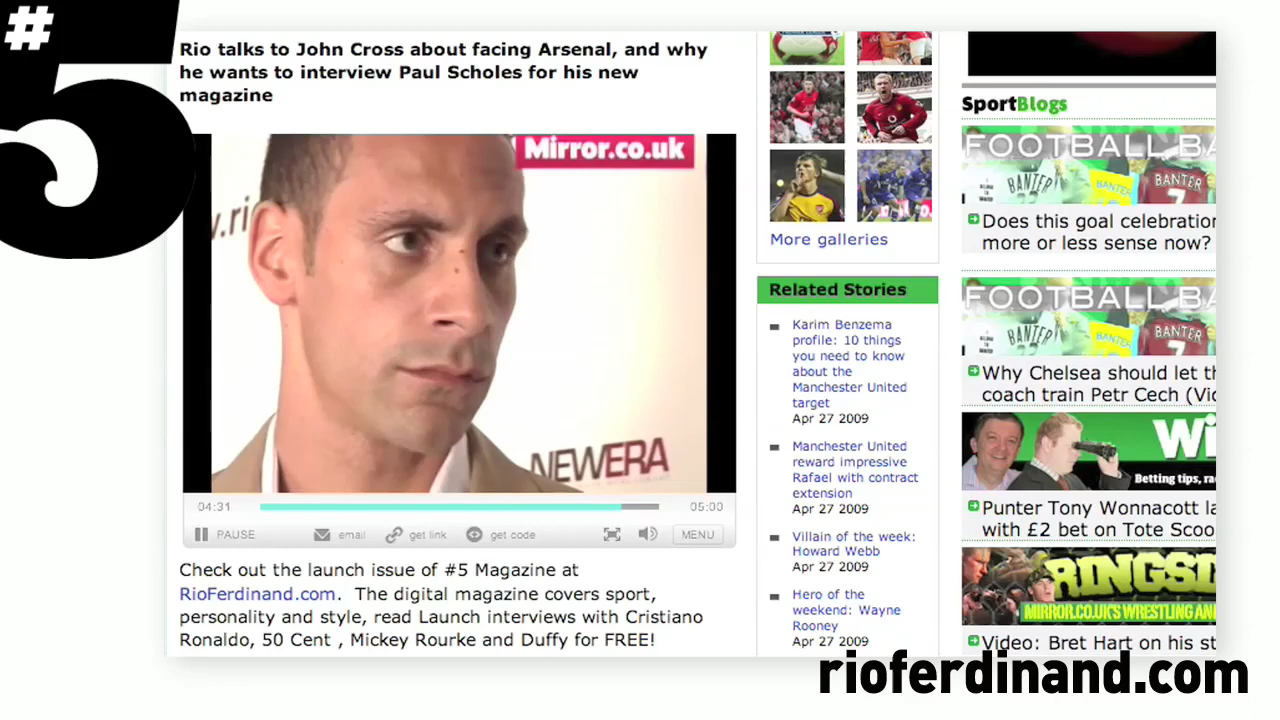 #5
Rio talks to John Cross about facing Arsenal, and why
he wants to interview Paul Scholes for his new
magazine
Mirror.co.uk
NEWERA
04:31
05:00
PAUSE
email
get link
get code
MENU
Check out the launch issue of #5 Magazine at
RioFerdinand.com. The digital magazine covers sport,
personality and style, read Launch interviews with Cristiano
Ronaldo, 50 Cent , Mickey Rourke and Duffy for FREE!
More galleries
Related Stories
Karim Benzema
profile: 10 things
you need to know
about the
Manchester United
target
Apr 27 2009
Manchester United
reward impressive
Rafael with contract
extension
Apr 27 2009
Villain of the week:
Howard Webb
Apr 27 2009
Hero of the
weekend: Wayne
Rooney
Apr 27 2009
SportBlogs
FOOTBALL BA
BANTER
BANTER
BANTER
7
Does this goal celebration
more or less sense now?
FOOTBALL BA
BANTER
BANTER
BANTER
7
Why Chelsea should let th
coach train Petr Cech (Vic
Wi
Betting tips, ra
Punter Tony Wonnacott la
with £2 bet on Tote Scoo
RINGSI
MIRROR.CO.UK'S WRESTLING AN
Video: Bret Hart on his st
rioferdinand.com